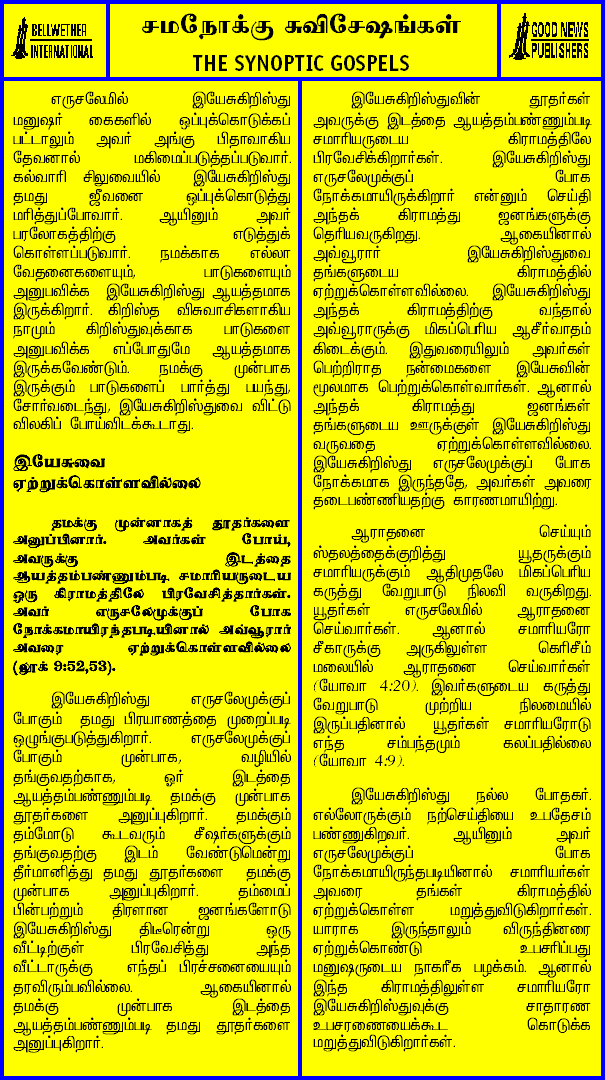 BELLWETHER
INTERNATIONAL
சமநோக்கு சுவிசேஷங்கள்
THE SYNOPTIC GOSPELS
GOOD NEWS
PUBLISHERS
எருசலேமில் இயேசுகிறிஸ்து
மனுஷர் கைகளில் ஒப்புக்கொடுக்கப்
பட்டாலும் அவர் அங்கு பிதாவாகிய
தேவனால் மகிமைப்படுத்தப்படுவார்.
கல்வாரி சிலுவையில் இயேசுகிறிஸ்து
தமது ஜீவனை ஒப்புக்கொடுத்து
மரித்துப்போவார். ஆயினும் அவர்
பரலோகத்திற்கு எடுத்துக்
கொள்ளப்படுவார். நமக்காக எல்லா
வேதனைகளையும், பாடுகளையும்
அனுபவிக்க இயேசுகிறிஸ்து ஆயத்தமாக
இருக்கிறார். கிறிஸ்த விசுவாசிகளாகிய
நாமும் கிறிஸ்துவுக்காக பாடுகளை
அனுபவிக்க எப்போதுமே ஆயத்தமாக
இருக்கவேண்டும். நமக்கு முன்பாக
இருக்கும் பாடுகளைப் பார்த்து பயந்து,
சோர்வடைந்து, இயேசுகிறிஸ்துவை விட்டு
விலகிப் போய்விடக்கூடாது.
இயேசுவை
ஏற்றுக்கொள்ளவில்லை
தமக்கு முன்னாகத் தூதர்களை
அனுப்பினார். அவர்கள் போய்,
அவருக்கு இடத்தை
ஆயத்தம்பண்ணும்படி சமாரியருடைய
ஒரு கிராமத்திலே பிரவேசித்தார்கள்.
அவர் எருசலேமுக்குப் போக
நோக்கமாயிரந்தபடியினால் அவ்வூரார்
அவரை ஏற்றுக்கொள்ளவில்லை
(லூக் 9:52,53).
இயேசுகிறிஸ்து எருசலேமுக்குப்
போகும் தமது பிரயாணத்தை முறைப்படி
ஒழுங்குபடுத்துகிறார். எருசலேமுக்குப்
போகும் முன்பாக, வழியில்
தங்குவதற்காக, ஓர் இடத்தை
ஆயத்தம்பண்ணும்படி தமக்கு முன்பாக
தூதர்களை அனுப்புகிறார். தமக்கும்
தம்மோடு கூடவரும் சீஷர்களுக்கும்
தங்குவதற்கு இடம் வேண்டுமென்று
தீர்மானித்து தமது தூதர்களை தமக்கு
முன்பாக அனுப்புகிறார். தம்மைப்
பின்பற்றும் திரளான ஜனங்களோடு
இயேசுகிறிஸ்து திடீரென்று ஒரு
வீட்டிற்குள் பிரவேசித்து அந்த
வீட்டாருக்கு எந்தப் பிரச்சனையையும்
தரவிரும்பவில்லை. ஆகையினால்
தமக்கு முன்பாக இடத்தை
ஆயத்தம்பண்ணும்படி தமது தூதர்களை
அனுப்புகிறார்.
இயேசுகிறிஸ்துவின் தூதர்கள்
அவருக்கு இடத்தை ஆயத்தம்பண்ணும்படி
சமாரியருடைய கிராமத்திலே
பிரவேசிக்கிறார்கள். இயேசுகிறிஸ்து
எருசலேமுக்குப் போக
நோக்கமாயிருக்கிறார் என்னும் செய்தி
அந்தக் கிராமத்து ஜனங்களுக்கு
தெரியவருகிறது. ஆகையினால்
அவ்வூரார் இயேசுகிறிஸ்துவை
தங்களுடைய கிராமத்தில்
ஏற்றுக்கொள்ளவில்லை. இயேசுகிறிஸ்து
அந்தக் கிராமத்திற்கு வந்தால்
அவ்வூராருக்கு மிகப்பெரிய ஆசீர்வாதம்
கிடைக்கும். இதுவரையிலும் அவர்கள்
பெற்றிராத நன்மைகளை இயேசுவின்
மூலமாக பெற்றுக்கொள்வார்கள். ஆனால்
அந்தக் கிராமத்து ஜனங்கள்
தங்களுடைய ஊருக்குள் இயேசுகிறிஸ்து
வருவதை ஏற்றுக்கொள்ளவில்லை.
இயேசுகிறிஸ்து எருசலேமுக்குப் போக
நோக்கமாக இருந்ததே, அவர்கள் அவரை
தடைபண்ணியதற்கு காரணமாயிற்று.
ஆராதனை செய்யும்
ஸ்தலத்தைக்குறித்து யூதருக்கும்
சமாரியருக்கும் ஆதிமுதலே மிகப்பெரிய
கருத்து வேறுபாடு நிலவி வருகிறது.
யூதர்கள் எருசலேமில் ஆராதனை
செய்வார்கள். ஆனால் சமாரியரோ
சீகாருக்கு அருகிலுள்ள கெரிசீம்
மலையில் ஆராதனை செய்வார்கள்
(யோவா 4:20). இவர்களுடைய கருத்து
வேறுபாடு முற்றிய நிலமையில்
இருப்பதினால் யூதர்கள் சமாரியரோடு
எந்த சம்பந்தமும் கலப்பதில்லை
(யோவா 4:9).
இயேசுகிறிஸ்து நல்ல போதகர்.
எல்லோருக்கும் நற்செய்தியை உபதேசம்
பண்ணுகிறவர். ஆயினும் அவர்
எருசலேமுக்குப் போக
நோக்கமாயிருந்தபடியினால் சமாரியர்கள்
அவரை தங்கள் கிராமத்தில்
ஏற்றுக்கொள்ள மறுத்துவிடுகிறார்கள்.
யாராக இருந்தாலும் விருந்தினரை
ஏற்றுக்கொண்டு உபசரிப்பது
மனுஷருடைய நாகரீக பழக்கம். ஆனால்
இந்த கிராமத்திலுள்ள சமாரியரோ
இயேசுகிறிஸ்துவுக்கு சாதாரண
உபசரணையைக்கூட கொடுக்க
மறுத்துவிடுகிறார்கள்.